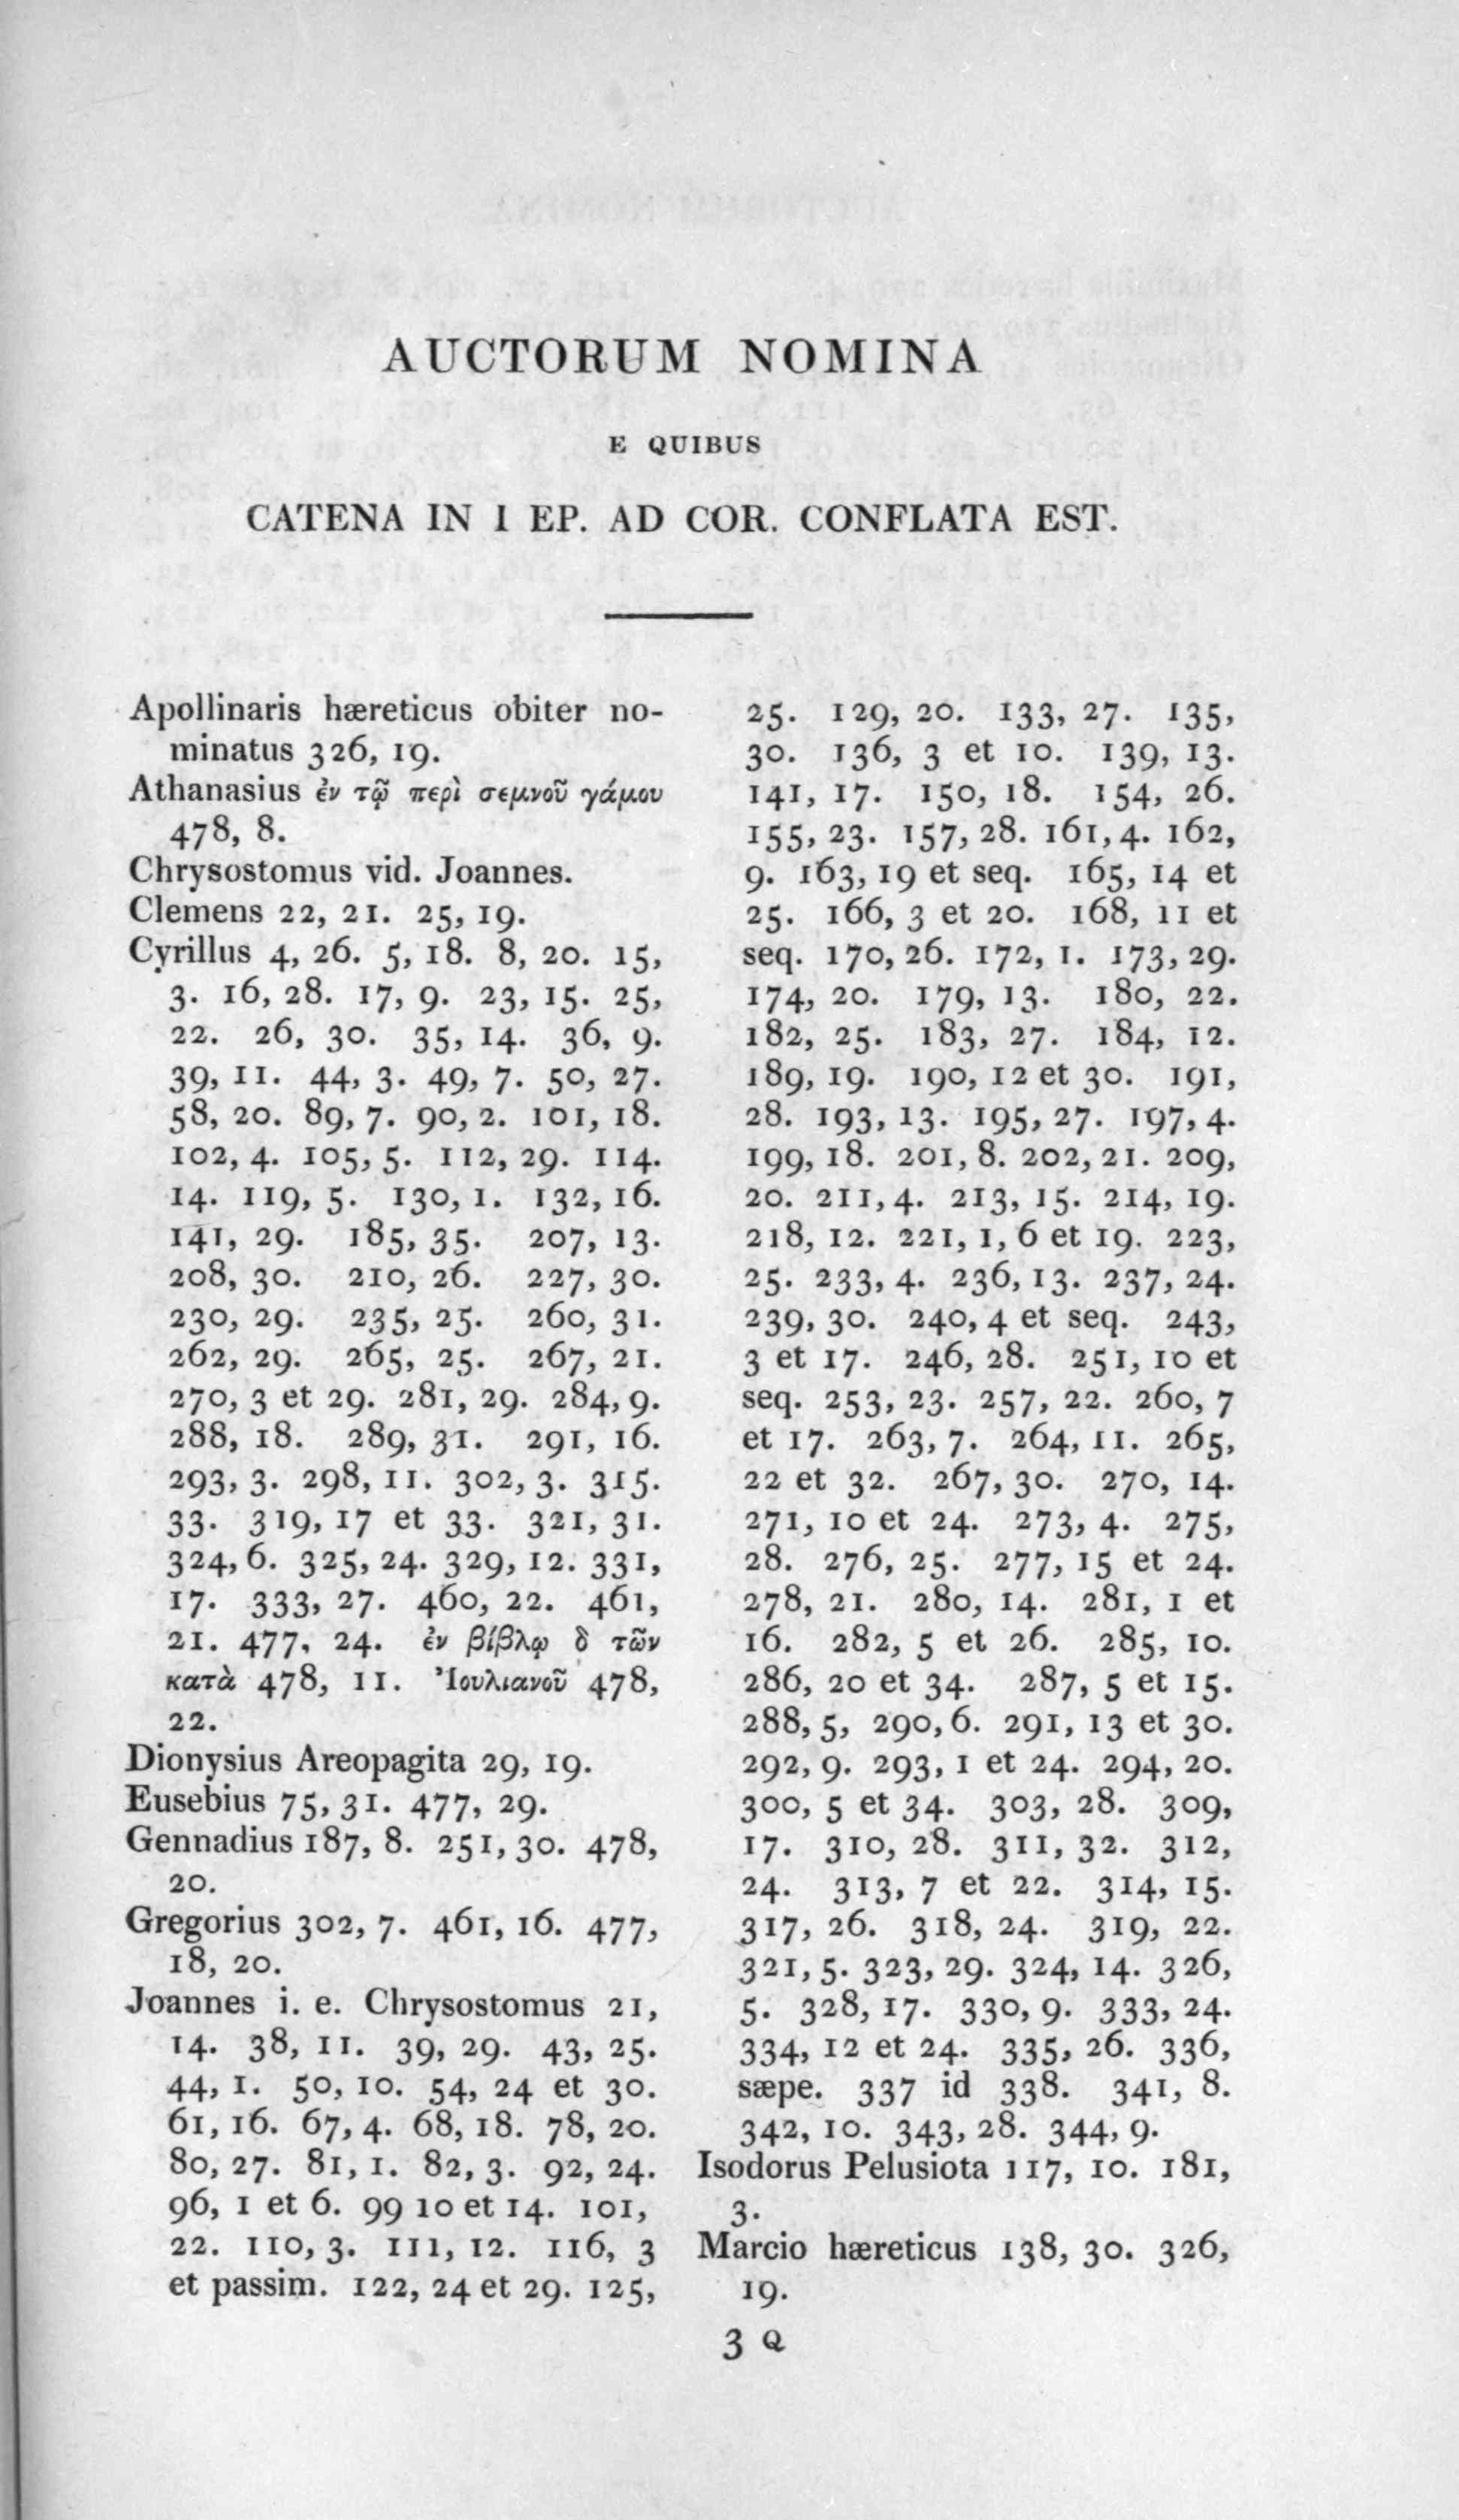 AUCTORUM NOMINA
E QUIBUS
CATENA IN I EP. AD COR. CONFLATA EST.
Apollinaris hæreticus obiter no-
minatus 326, 19.
Athanasius ἐν τῷ περὶ σεμνοῦ γάμου
478, 8.
Chrysostomus vid. Joannes.
Clemens 22, 21. 25, 19.
Cyrillus 4, 26. 5, 18. 8, 20. 15,
3. 16, 28. 17, 9. 23, 15. 25,
22. 26, 30. 35, 14. 36, 9.
39, 11. 44, 3. 49, 7. 50, 27.
58, 20. 89, 7. 90, 2. 101, 18.
102, 4. 105, 5. 112, 29. 114.
14. 119, 5. 130, 1. 132, 16.
141, 29. 185, 35. 207, 13.
208, 30. 210, 26. 227, 30.
230, 29. 235, 25. 260, 31.
262, 29. 265, 25. 267, 21.
270, 3 et 29. 281, 29. 284, 9.
288, 18. 289, 31. 291, 16.
293, 3. 298, 11. 302, 3. 315.
33. 319, 17 et 33. 321, 31.
324, 6. 325, 24. 329, 12. 331,
17. 333, 27. 460, 22. 461,
21. 477, 24. ἐν βίβλῳ δ τῶν
κατὰ 478, 11. Ἰουλιανοῦ 478,
22.
Dionysius Areopagita 29, 19.
Eusebius 75, 31. 477, 29.
Gennadius 187, 8. 251, 30. 478,
20.
Gregorius 302, 7. 461, 16. 477,
18, 20.
Joannes i. e. Chrysostomus 21,
14. 38, 11. 39, 29. 43, 25.
44, 1. 50, 10. 54, 24 et 30.
61, 16. 67, 4. 68, 18. 78, 20.
80, 27. 81, 1. 82, 3. 92, 24.
96, 1 et 6. 99 10 et 14. 101,
22. 110, 3. 111, 12. 116, 3
et passim. 122, 24 et 29. 125,
25. 129, 20. 133, 27. 135,
30. 136, 3 et 10. 139, 13.
141, 17. 150, 18. 154, 26.
155, 23. 157, 28. 161, 4. 162,
9. 163, 19 et seq. 165, 14 et
25. 166, 3 et 20. 168, 11 et
seq. 170, 26. 172, 1. 173, 29.
174, 20. 179, 13. 180, 22.
182, 25. 183, 27. 184, 12.
189, 19. 190, 12 et 30. 191,
28. 193, 13. 195, 27. 197, 4.
199, 18. 201, 8. 202, 21. 209,
20. 211, 4. 213, 15. 214, 19.
218, 12. 221, 1, 6 et 19. 223,
25. 233, 4. 236, 13. 237, 24.
239, 30. 240, 4 et seq. 243,
3 et 17. 246, 28. 251, 10 et
seq. 253, 23. 257, 22. 260, 7
et 17. 263, 7. 264, 11. 265,
22 et 32. 267, 30. 270, 14.
271, 10 et 24. 273, 4. 275,
28. 276, 25. 277, 15 et 24.
278, 21. 280, 14. 281, 1 et
16. 282, 5 et 26. 285, 10.
286, 20 et 34. 287, 5 et 15.
288, 5, 290, 6. 291, 13 et 30.
292, 9. 293, 1 et 24. 294, 20.
300, 5 et 34. 303, 28. 309,
17. 310, 28. 311, 32. 312,
24. 313, 7 et 22. 314, 15.
317, 26. 318, 24. 319, 22.
321, 5. 323, 29. 324, 14. 326,
5. 328, 17. 330, 9. 333, 24.
334, 12 et 24. 335, 26. 336,
sæpe. 337 id 338. 341, 8.
342, 10. 343, 28. 344, 9.
Isodorus Pelusiota 117, 10. 181,
3.
Marcio hæreticus 138, 30. 326,
19.
3 Q